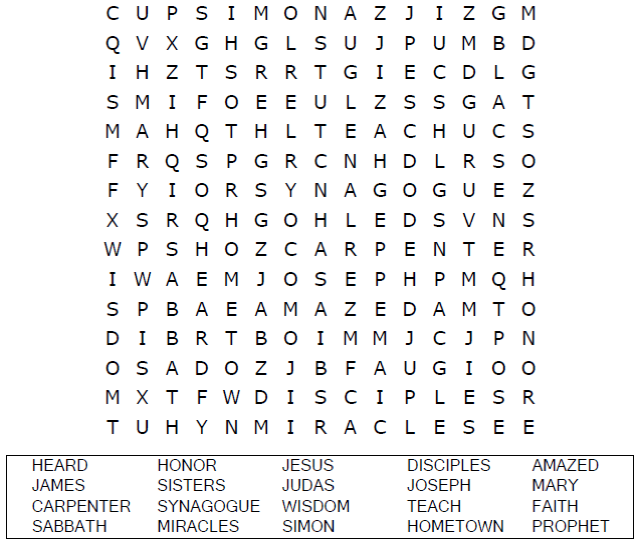 C U P S I M O N A Z J I Z G M
Q V X G H G L S U J P U M B D
I H Z T S R R T G I E C D L G
S M I F O E E U L Z S S G A T
M A H Q T H L T E A C H U C S
F R Q S P G R C N H D L R S O
F Y I O R S Y N A G O G U E Z
X S R Q H G O H L E D S V N S
W P S H O Z C A R P E N T E R
I W A E M J O S E P H P M Q H
S P B A E A M A Z E D A M T O
D I B R T B O I M M J C J P N
O S A D O Z J B F A U G I O O
M X T F W D I S C I P L E S R
T U H Y N M I R A C L E S E E
HEARD HONOR JESUS DISCIPLES AMAZED
JAMES SISTERS JUDAS JOSEPH MARY
CARPENTER SYNAGOGUE WISDOM TEACH FAITH
SABBATH MIRACLES SIMON HOMETOWN PROPHET